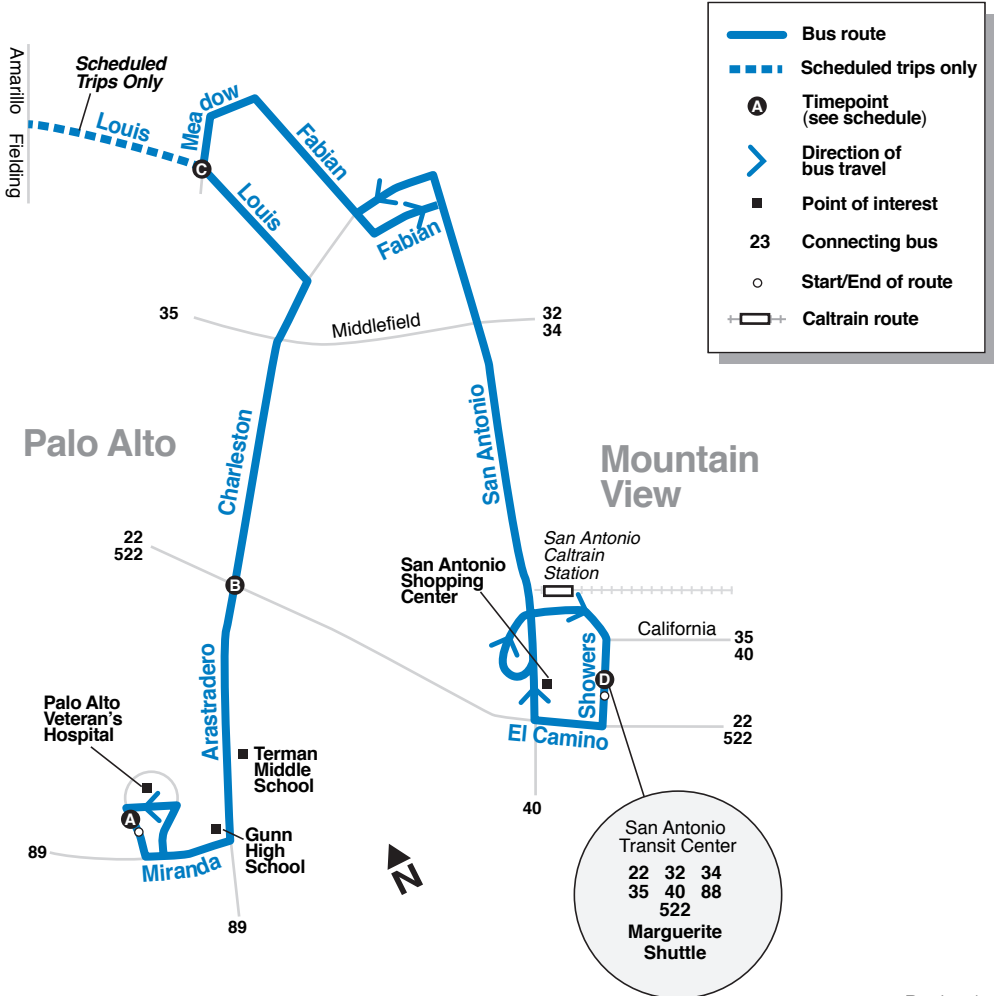 Bus route
Scheduled trips only
A
Timepoint
(see schedule)
Direction of
bus travel
Point of interest
23
Connecting bus
Start/End of route
Caltrain route
Amarillo Fielding
Scheduled
Trips Only
Louis
Meadow
C
Louis
Fabian
Fabian
35
Middlefield
32
34
Palo Alto
Charleston
San Antonio
Mountain
View
22
522
B
San Antonio
Shopping
Center
San Antonio
Caltrain
Station
California
35
40
Showers
D
22
522
El Camino
40
Arastradero
Palo Alto
Veteran's
Hospital
Terman
Middle
School
A
Gunn
High
School
89
Miranda
89
N
San Antonio
Transit Center
22 32 34
35 40 88
522
Marguerite
Shuttle